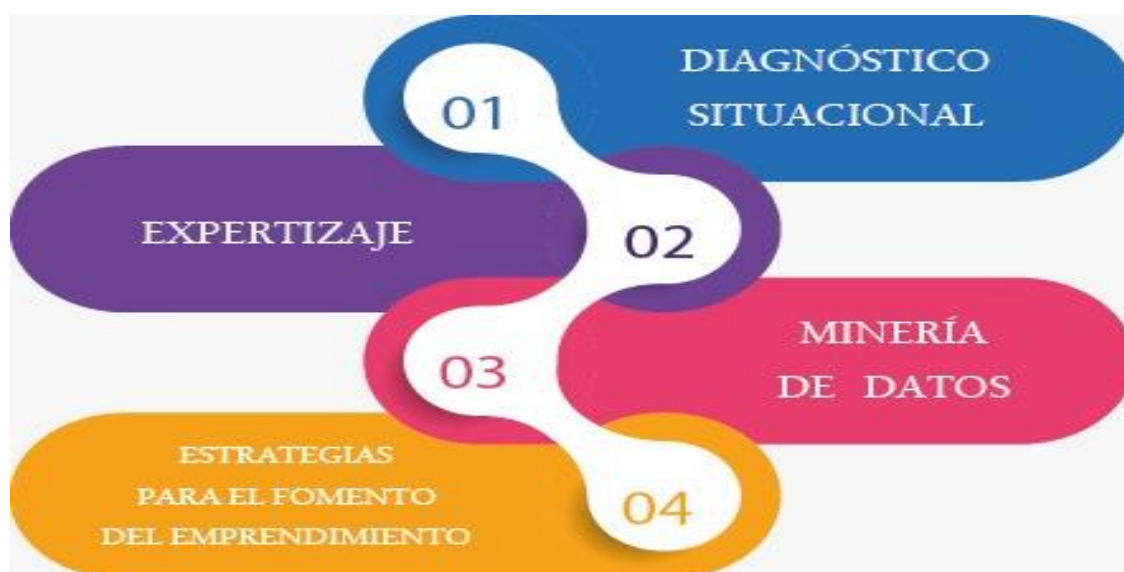 01
DIAGNÓSTICO
SITUACIONAL
EXPERTIZAJE
02
03
MINERÍA
DE DATOS
ESTRATEGIAS
PARA EL FOMENTO
DEL EMPRENDIMIENTO
04